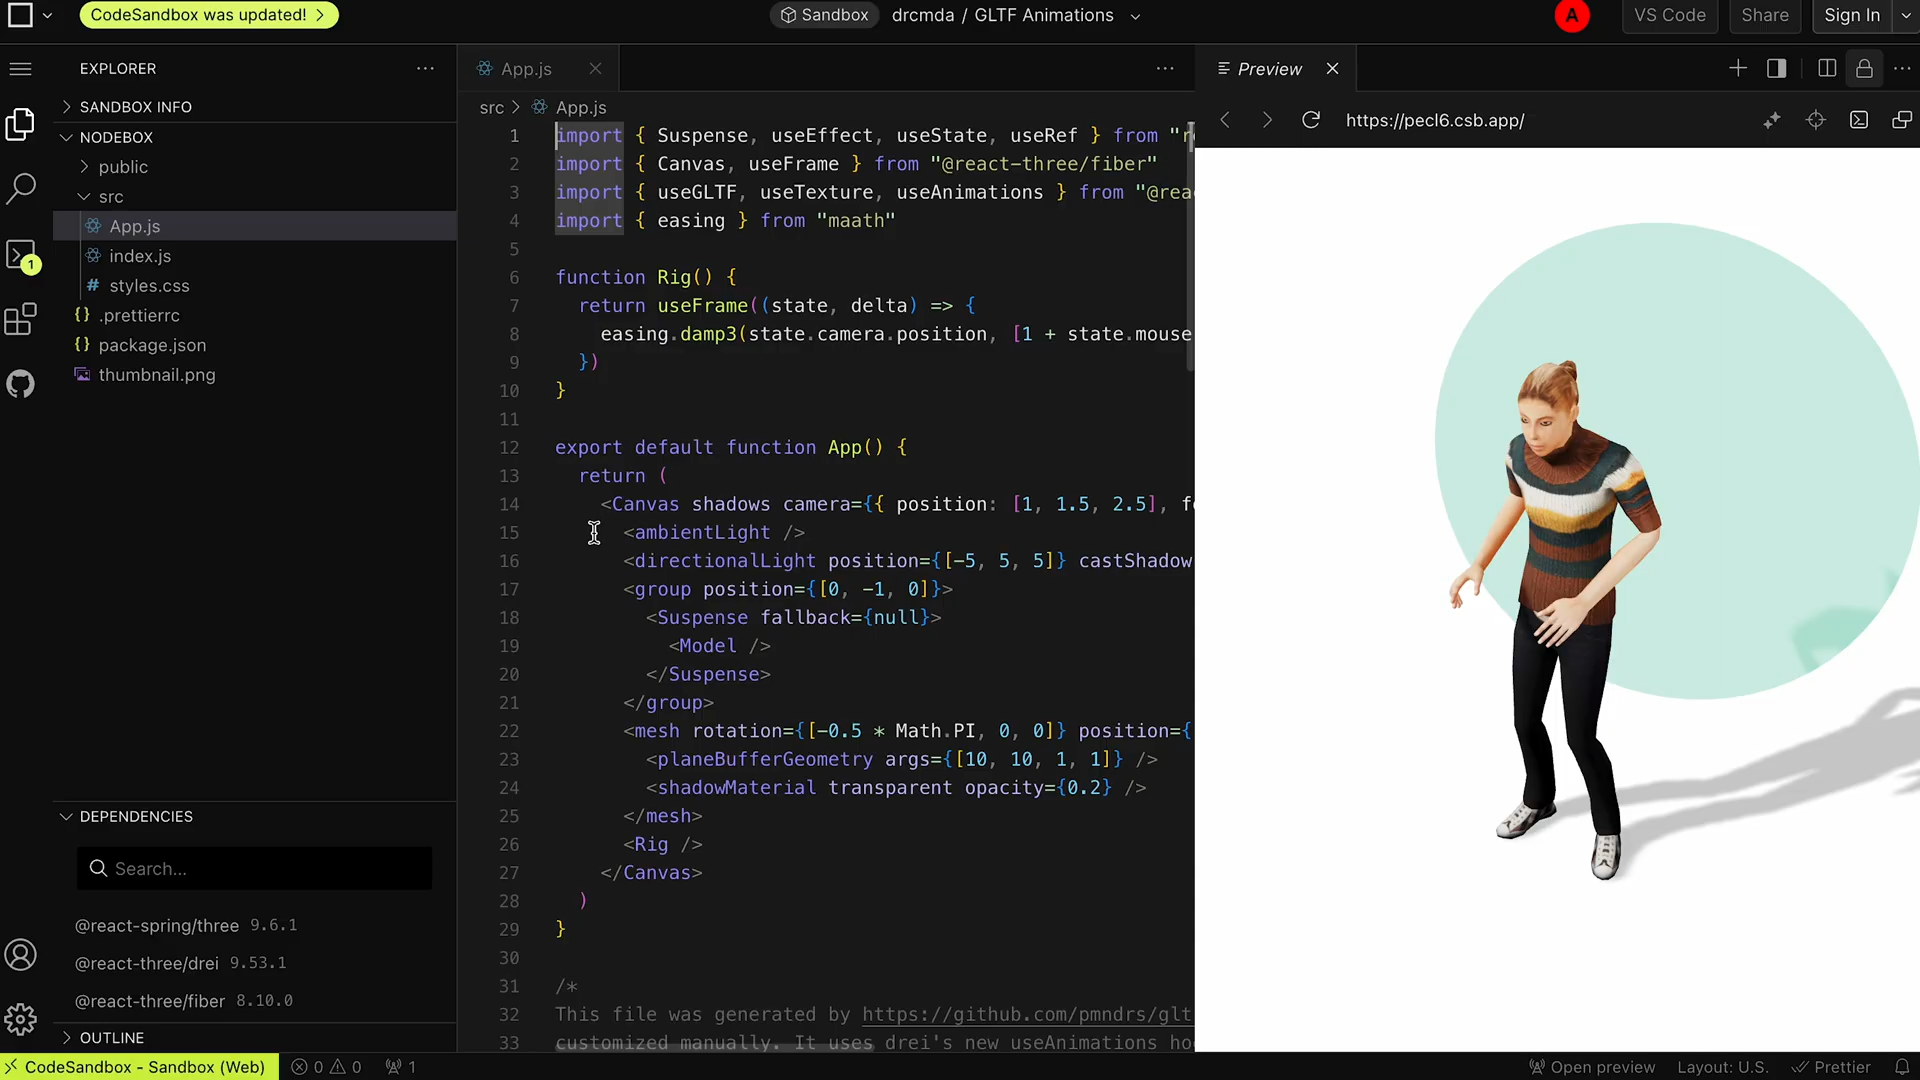 CodeSandbox was updated!
Sandbox
drcmda / GLTF Animations
A
VS Code
Share
Sign In
EXPLORER
SANDBOX INFO
NODEBOX
public
src
App.js
index.js
styles.css
.prettierrc
package.json
thumbnail.png
1
DEPENDENCIES
Search...
@react-spring/three 9.6.1
@react-three/drei 9.53.1
@react-three/fiber 8.10.0
OUTLINE
App.js
src > App.js
1 import { Suspense, useEffect, useState, useRef } from "r
2 import { Canvas, useFrame } from "@react-three/fiber"
3 import { useGLTF, useTexture, useAnimations } from "@rea
4 import { easing } from "maath"
5
6 function Rig() {
7 return useFrame((state, delta) => {
8 easing.damp3(state.camera.position, [1 + state.mouse
9 })
10 }
11
12 export default function App() {
13 return (
14 <Canvas shadows camera={{ position: [1, 1.5, 2.5], f
15 <ambientLight />
16 <directionalLight position={[-5, 5, 5]} castShadow
17 <group position={[0, -1, 0]}>
18 <Suspense fallback={null}>
19 <Model />
20 </Suspense>
21 </group>
22 <mesh rotation={[-0.5 * Math.PI, 0, 0]} position={
23 <planeBufferGeometry args={[10, 10, 1, 1]} />
24 <shadowMaterial transparent opacity={0.2} />
25 </mesh>
26 <Rig />
27 </Canvas>
28 )
29 }
30
31 /*
32 This file was generated by https://github.com/pmndrs/glt
33 customized manually. It uses drei's new useAnimations ho
Preview
https://pecl6.csb.app/
CodeSandbox - Sandbox (Web)
0 0
1
Open preview
Layout: U.S.
Prettier